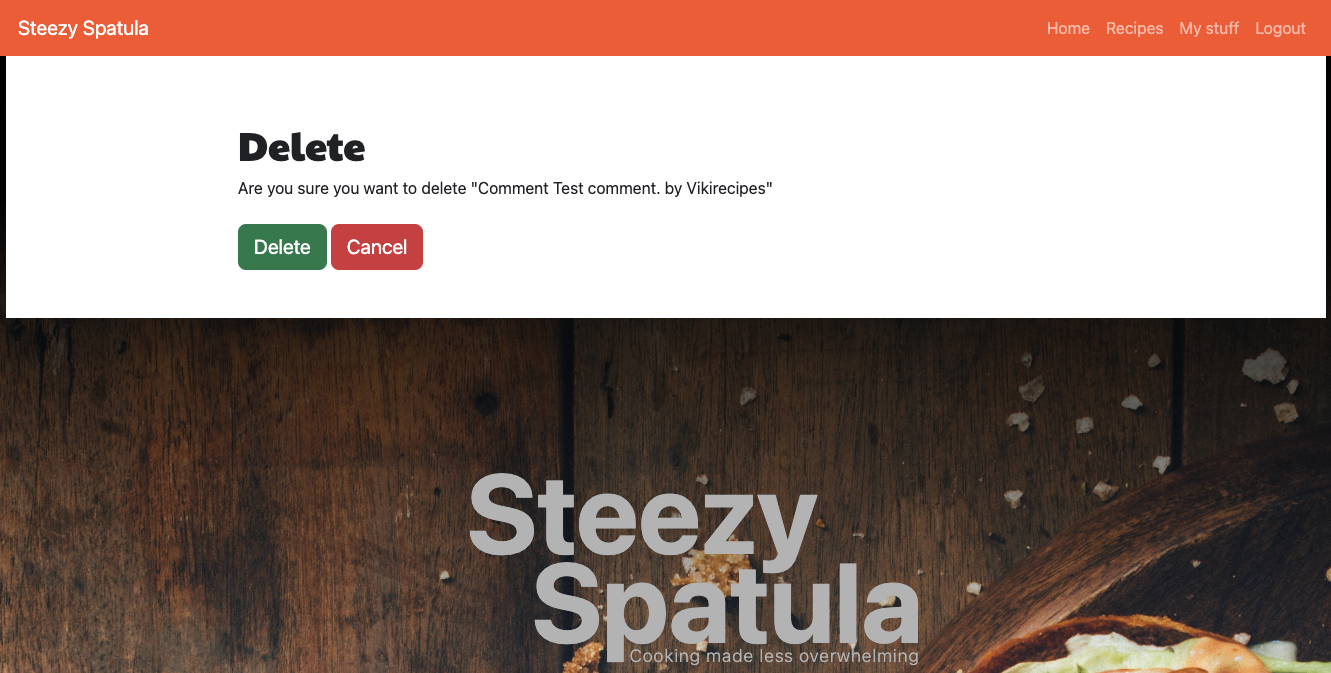 Steezy Spatula
Home Recipes My stuff Logout
Delete
Are you sure you want to delete "Comment Test comment. by Vikirecipes"
Delete Cancel
Steezy
Spatula
Cooking made less overwhelming